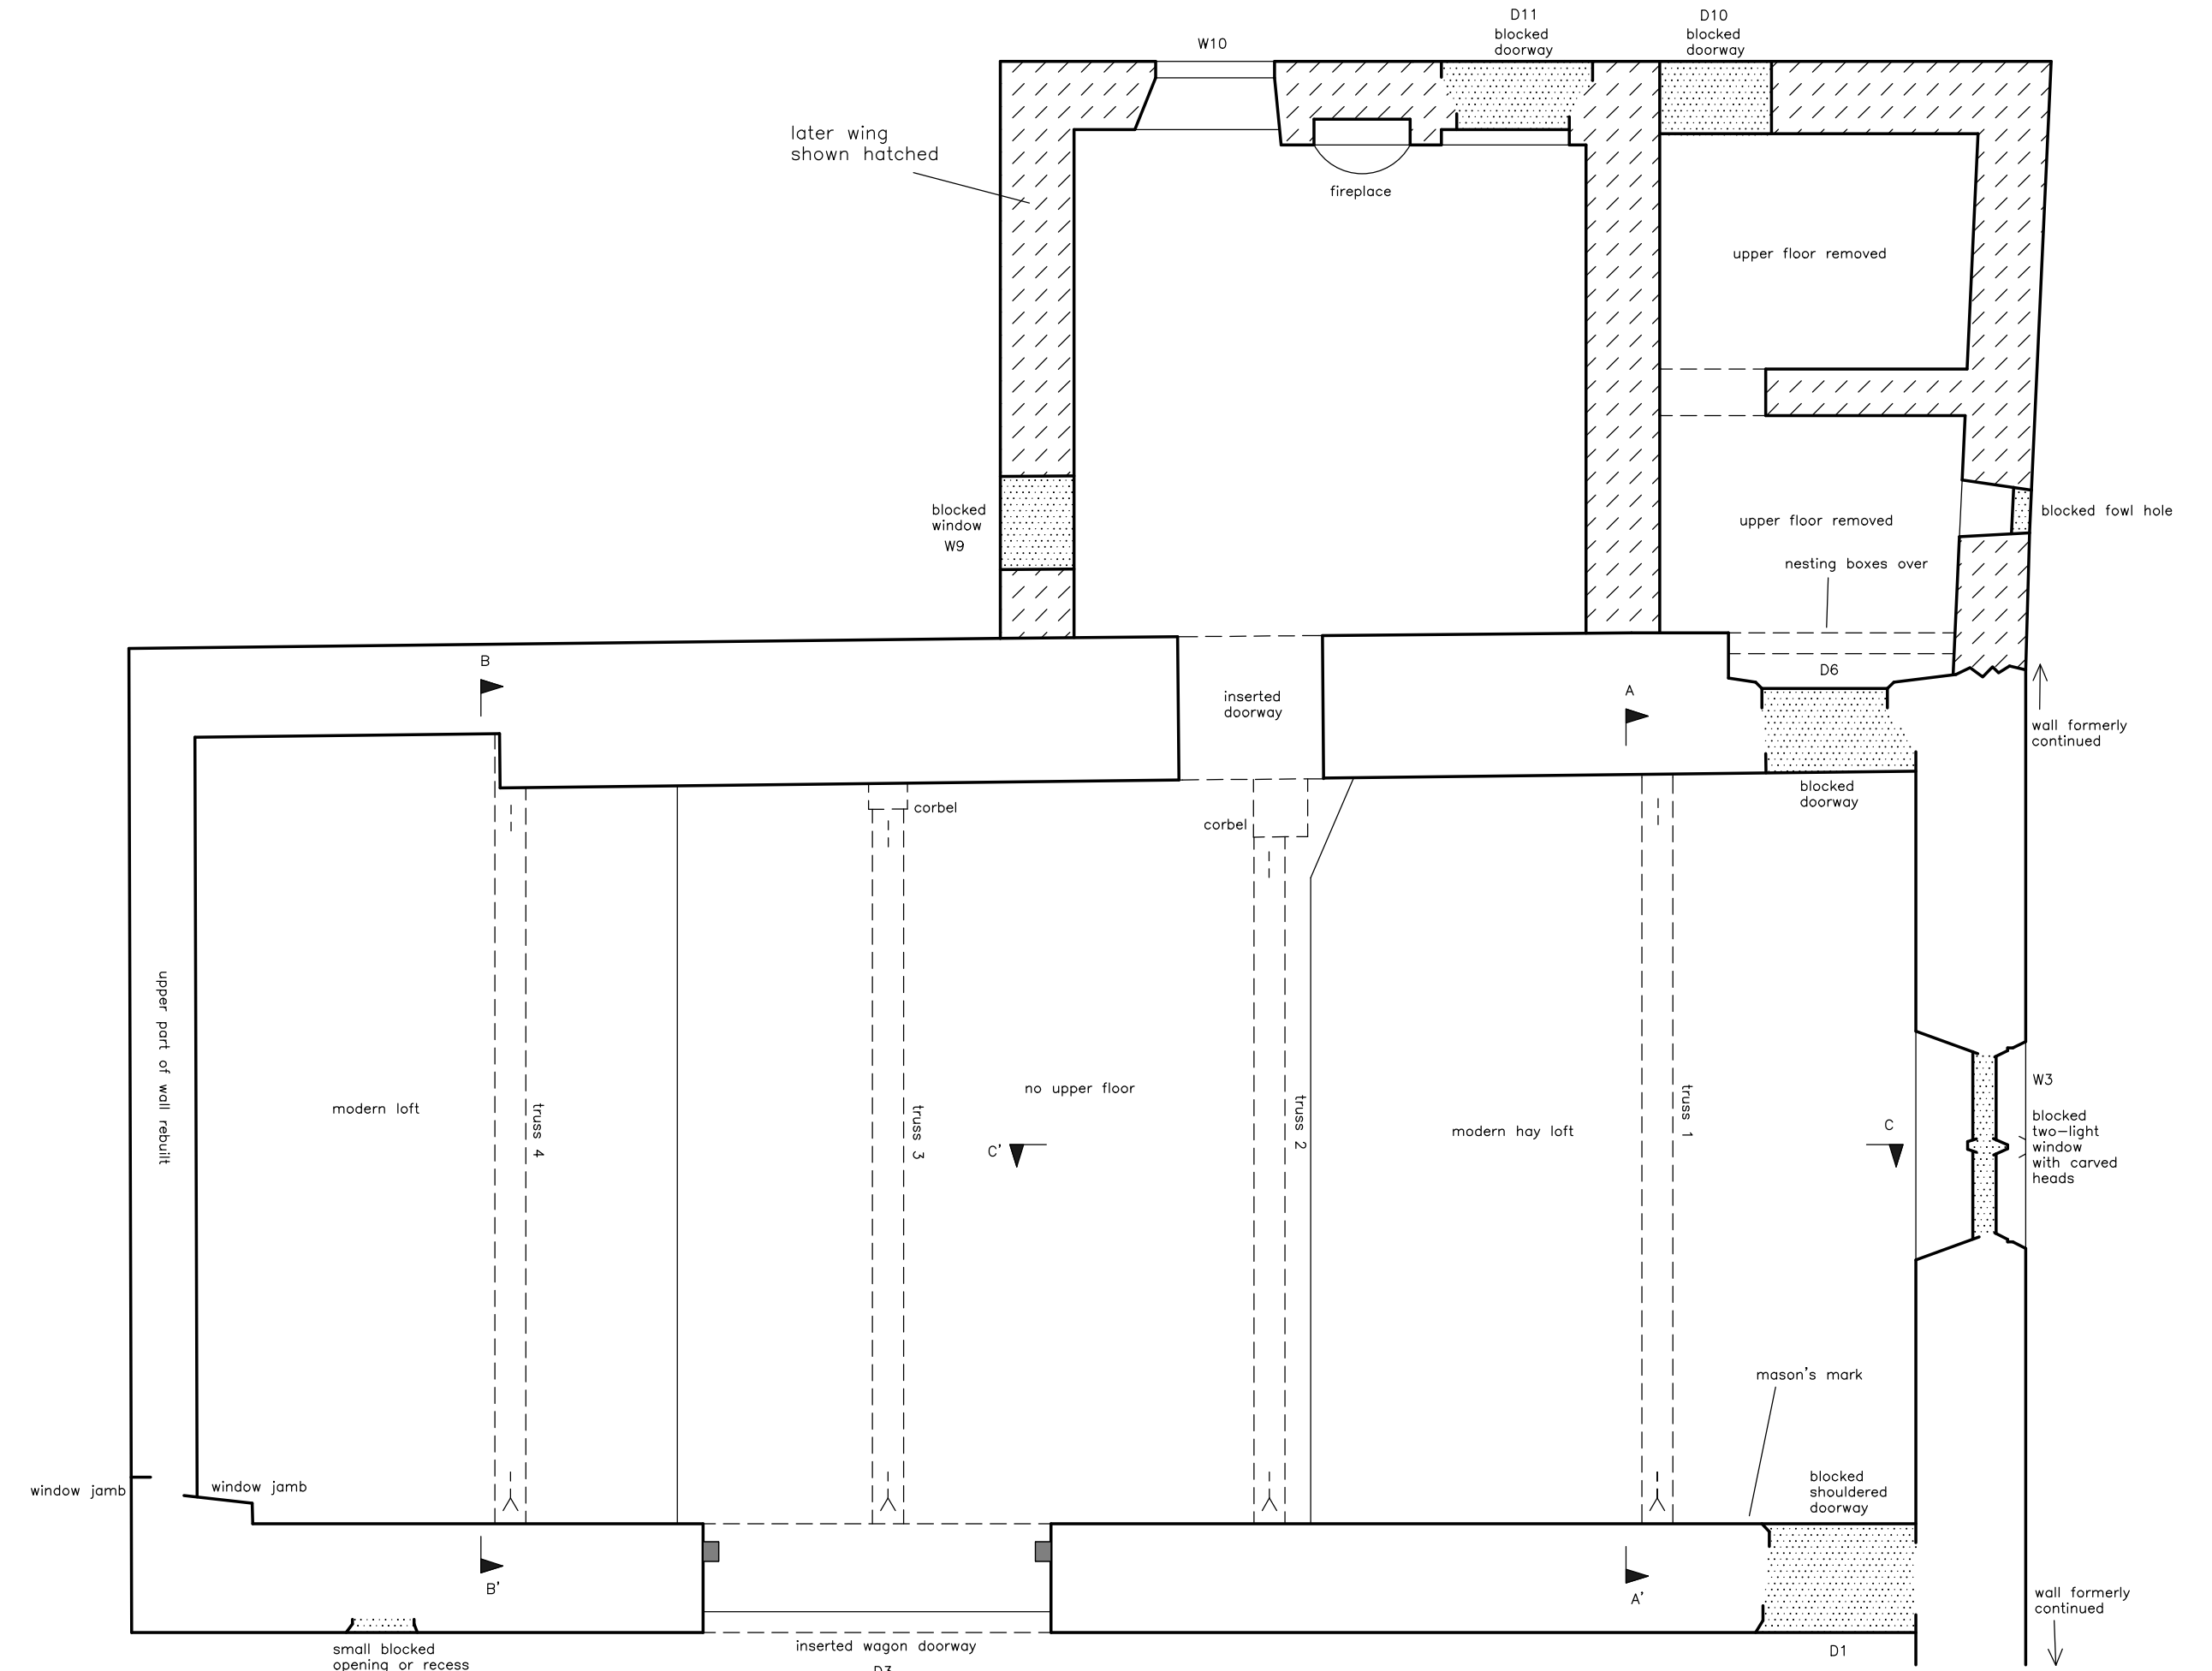 D11
blocked
doorway
D10
blocked
doorway
W10
later wing
shown hatched
fireplace
upper floor removed
blocked
window
W9
upper floor removed
blocked fowl hole
nesting boxes over
B
D6
A
inserted
doorway
wall formerly
continued
blocked
doorway
corbel
corbel
upper part of wall rebuilt
modern loft
truss 4
truss 3
no upper floor
truss 2
truss 1
modern hay loft
C'
C
W3
blocked
two-light
window
with carved
heads
mason's mark
window jamb
window jamb
blocked
shouldered
doorway
B'
A'
wall formerly
continued
small blocked
opening or recess
inserted wagon doorway
D3
D1